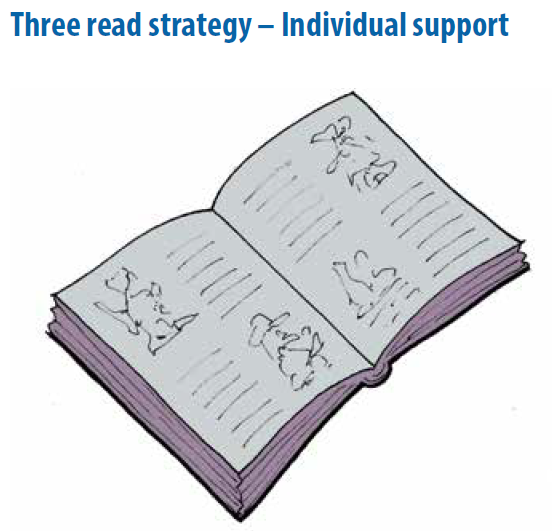 Three read strategy – Individual support